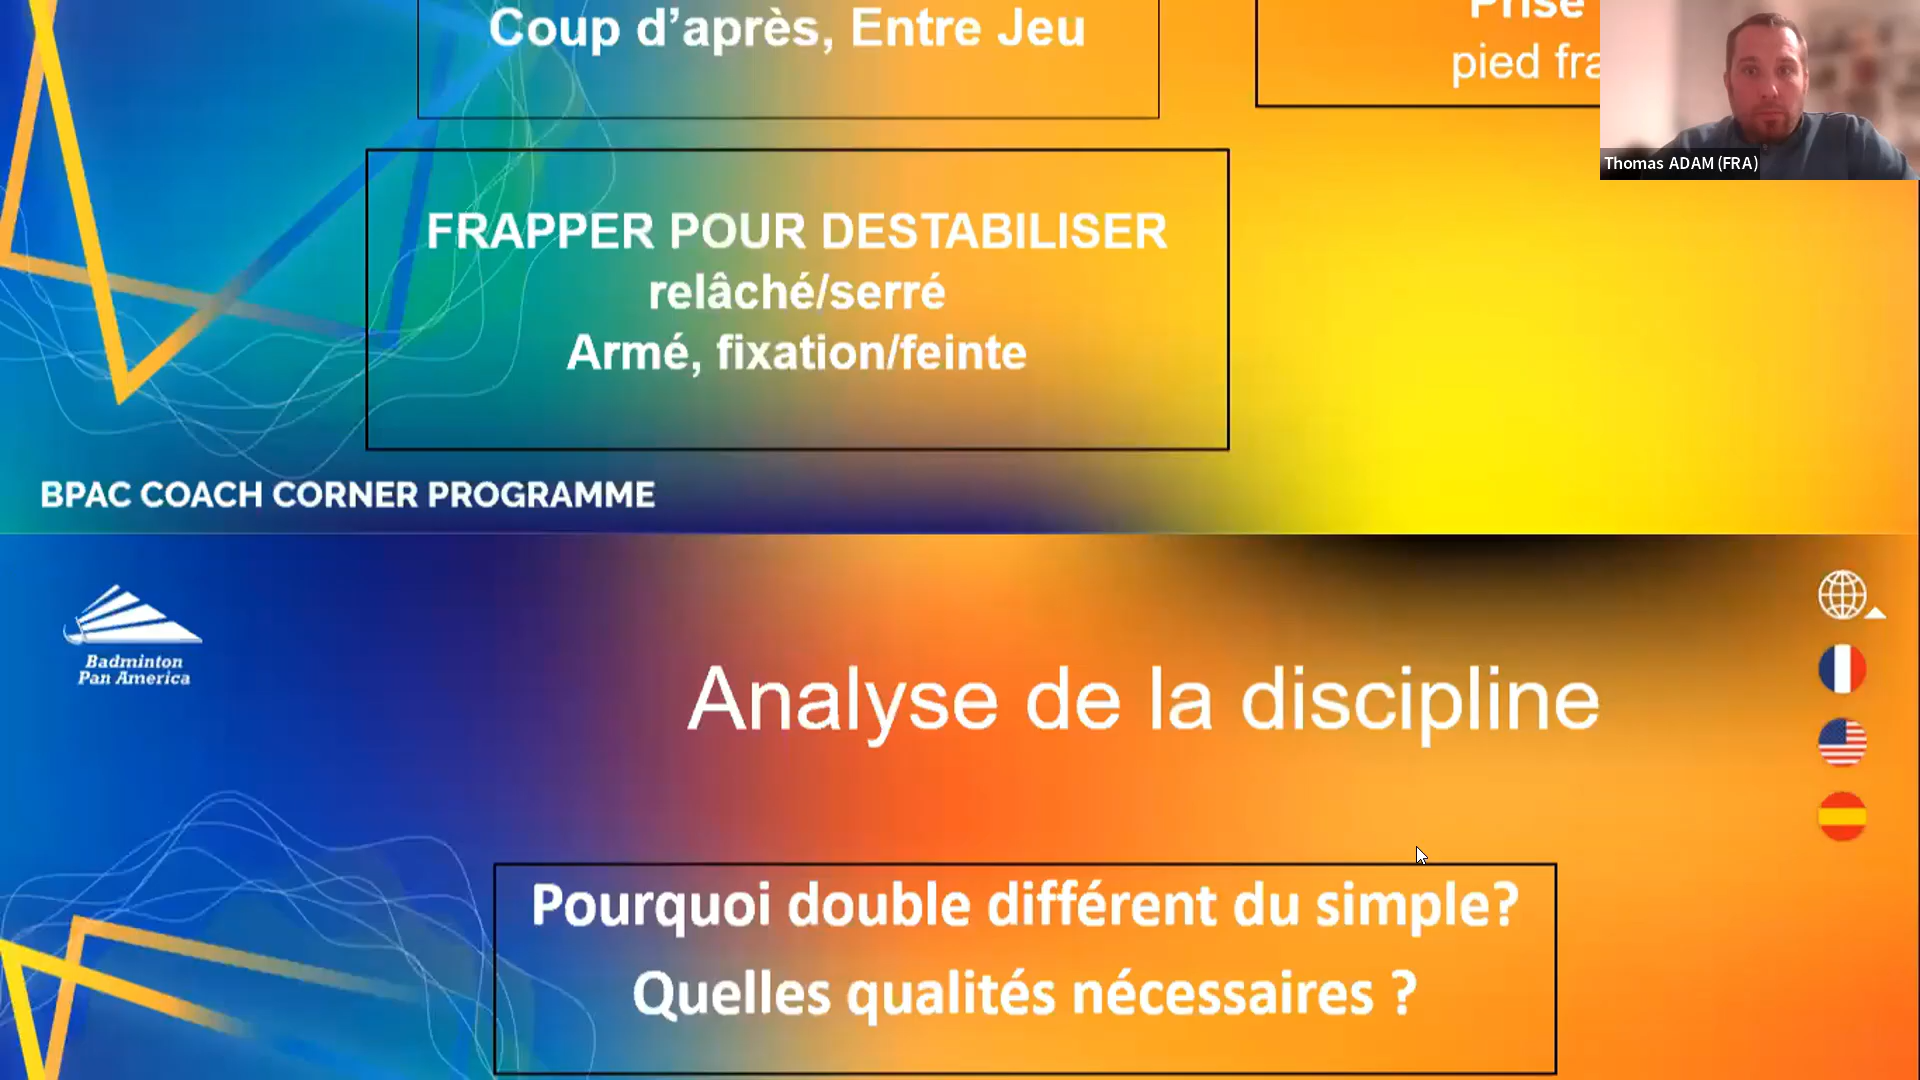 Coup d’après, Entre Jeu
Prise
pied fra
Thomas ADAM (FRA)
FRAPPER POUR DESTABILISER
relâché/serré
Armé, fixation/feinte
BPAC COACH CORNER PROGRAMME
Badminton
Pan America
Analyse de la discipline
Pourquoi double différent du simple?
Quelles qualités nécessaires ?